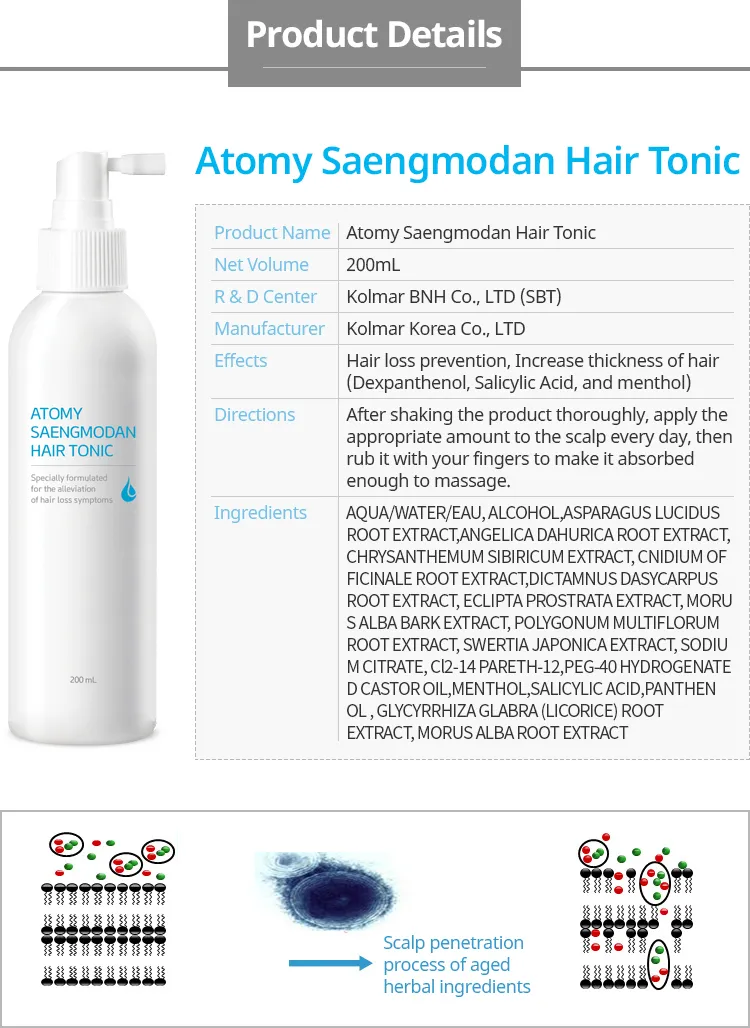 Product Details
Atomy Saengmodan Hair Tonic
Product Name Atomy Saengmodan Hair Tonic
Net Volume 200mL
R & D Center Kolmar BNH Co., LTD (SBT)
Manufacturer Kolmar Korea Co., LTD
Effects Hair loss prevention, Increase thickness of hair
(Dexpanthenol, Salicylic Acid, and menthol)
Directions After shaking the product thoroughly, apply the
appropriate amount to the scalp every day, then
rub it with your fingers to make it absorbed
enough to massage.
Ingredients AQUA/WATER/EAU, ALCOHOL,ASPARAGUS LUCIDUS
ROOT EXTRACT,ANGELICA DAHURICA ROOT EXTRACT,
CHRYSANTHEMUM SIBIRICUM EXTRACT, CNIDIUM OF
FICINALE ROOT EXTRACT,DICTAMNUS DASYCARPUS
ROOT EXTRACT, ECLIPTA PROSTRATA EXTRACT, MORU
S ALBA BARK EXTRACT, POLYGONUM MULTIFLORUM
ROOT EXTRACT, SWERTIA JAPONICA EXTRACT, SODIU
M CITRATE, Cl2-14 PARETH-12,PEG-40 HYDROGENATE
D CASTOR OIL,MENTHOL,SALICYLIC ACID,PANTHEN
OL , GLYCYRRHIZA GLABRA (LICORICE) ROOT
EXTRACT, MORUS ALBA ROOT EXTRACT
ATOMY
SAENGMODAN
HAIR TONIC
Specially formulated
for the alleviation
of hair loss symptoms
200 mL
Scalp penetration
process of aged
herbal ingredients